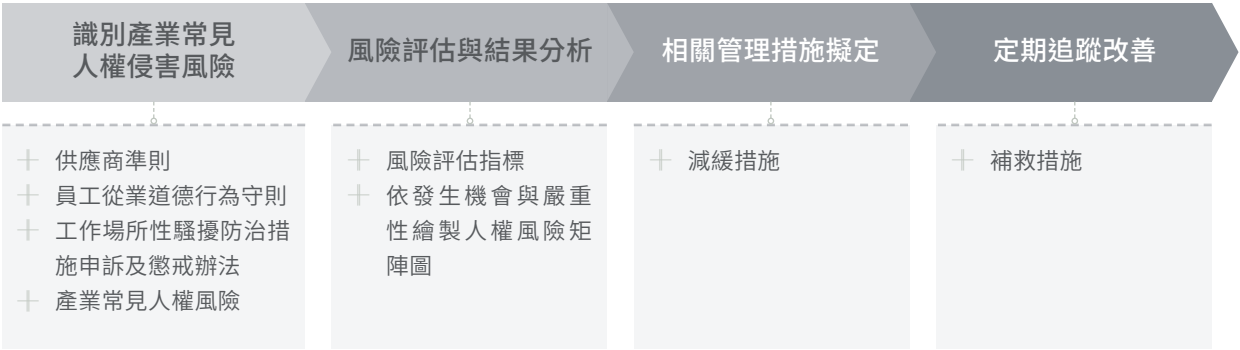 識別產業常見
人權侵害風險
風險評估與結果分析
相關管理措施擬定
定期追蹤改善
供應商準則
員工從業道德行為守則
工作場所性騷擾防治措
施申訴及懲戒辦法
產業常見人權風險
風險評估指標
依發生機會與嚴重
性繪製人權風險矩
陣圖
減緩措施
補救措施